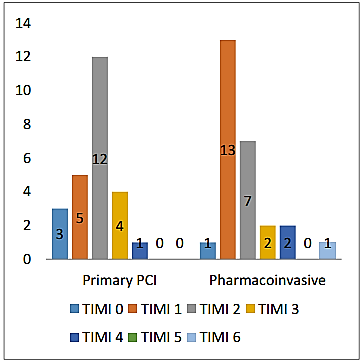 14
12
10
8
6
4
2
0
3 5 12 4 1 0 0 1 13 7 2 2 0 1
Primary PCI Pharmacoinvasive
TIMI 0 TIMI 1 TIMI 2 TIMI 3
TIMI 4 TIMI 5 TIMI 6